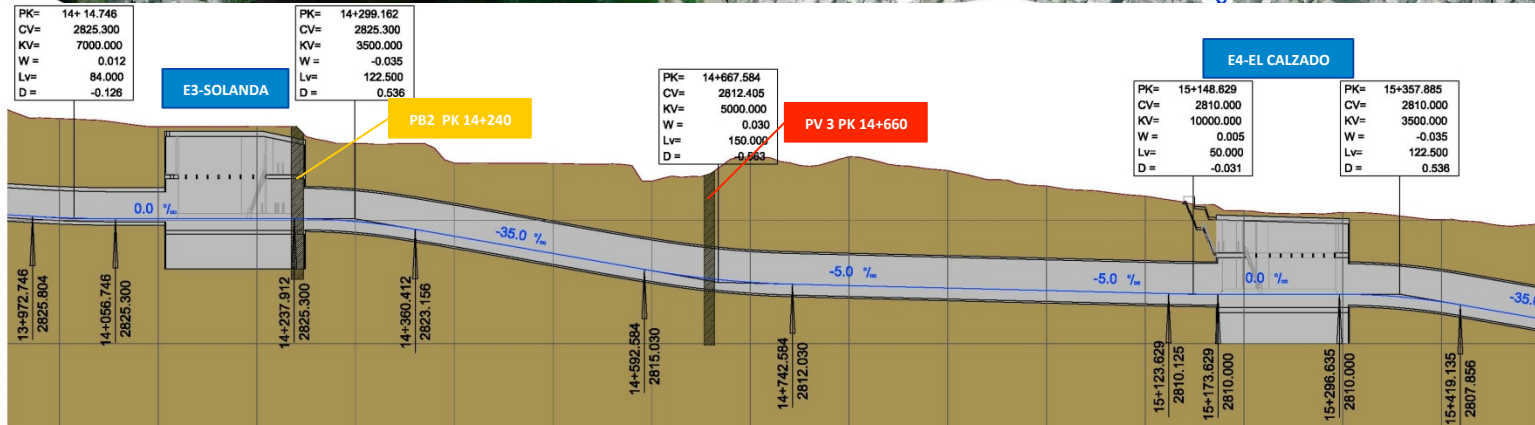 PK= 14+ 14.746
CV= 2825.300
KV= 7000.000
W = 0.012
Lv= 84.000
D = -0.126
E3-SOLANDA
PK= 14+299.162
CV= 2825.300
KV= 3500.000
W = -0.035
Lv= 122.500
D = 0.536
PB2 PK 14+240
PK= 14+667.584
CV= 2812.405
KV= 5000.000
W = 0.030
Lv= 150.000
D = -0.563
PV 3 PK 14+660
E4-EL CALZADO
PK= 15+148.629
CV= 2810.000
KV= 10000.000
W = 0.005
Lv= 50.000
D = -0.031
PK= 15+357.885
CV= 2810.000
KV= 3500.000
W = -0.035
Lv= 122.500
D = 0.536
0.0 ‰
-35.0 ‰
-5.0 ‰
-5.0 ‰
0.0 ‰
-35.0
13+972.746
2825.804
14+056.746
2825.300
14+237.912
2825.300
14+360.412
2823.156
14+592.584
2815.030
14+742.584
2812.030
15+123.629
2810.125
15+173.629
2810.000
15+296.635
2810.000
15+419.135
2807.856